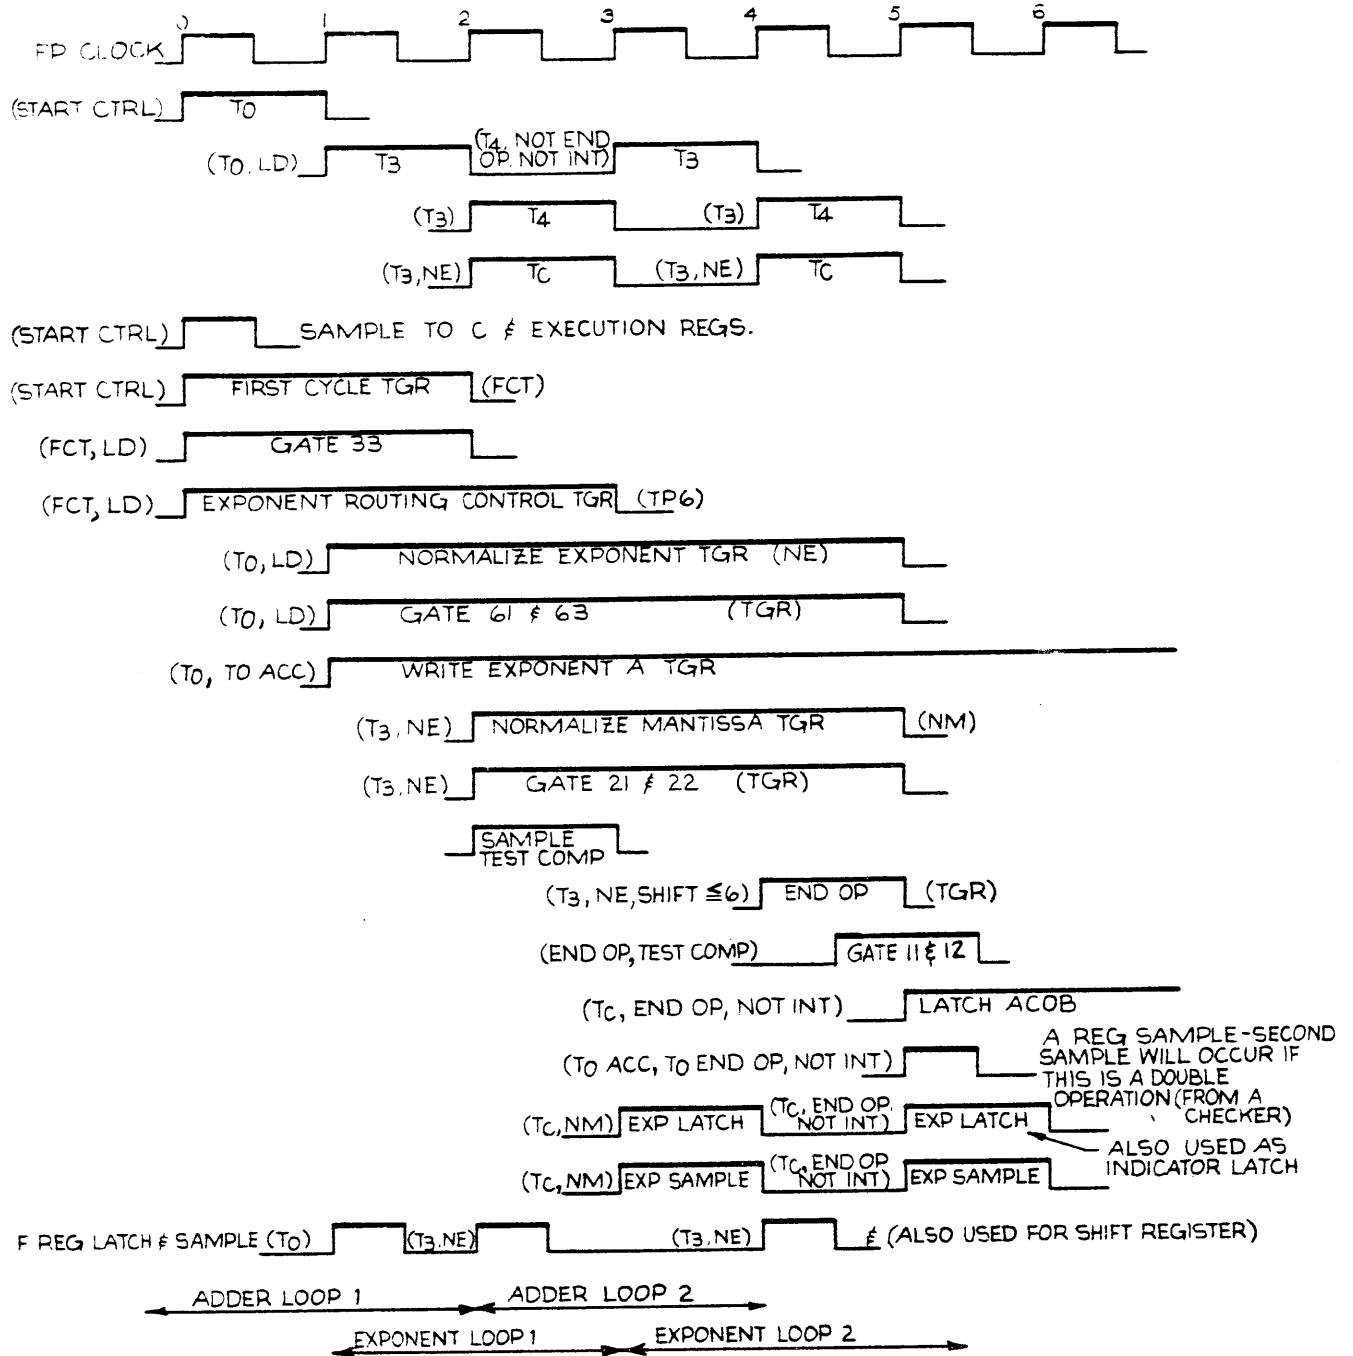 0 1 2 3 4 5 6
FP CLOCK
(START CTRL) T0
(T0, LD) T3 (T4, NOT END T3
OP, NOT INT)
(T3) T4 (T3) T4
(T3,NE) TC (T3,NE) TC
(START CTRL) SAMPLE TO C & EXECUTION REGS.
(START CTRL) FIRST CYCLE TGR (FCT)
(FCT, LD) GATE 33
(FCT, LD) EXPONENT ROUTING CONTROL TGR (TP6)
(T0, LD) NORMALIZE EXPONENT TGR (NE)
(T0, LD) GATE 61 & 63 (TGR)
(T0, TO ACC) WRITE EXPONENT A TGR
(T3, NE) NORMALIZE MANTISSA TGR (NM)
(T3,NE) GATE 21 & 22 (TGR)
SAMPLE
TEST COMP
(T3, NE, SHIFT ≦6) END OP (TGR)
(END OP, TEST COMP) GATE 11 & 12
(TC, END OP, NOT INT) LATCH ACOB
(TO ACC, TO END OP, NOT INT) A REG SAMPLE-SECOND
SAMPLE WILL OCCUR IF
THIS IS A DOUBLE
OPERATION (FROM A
CHECKER)
(TC, NM) EXP LATCH (TC, END OP, NOT INT) EXP LATCH
ALSO USED AS
INDICATOR LATCH
(TC, NM) EXP SAMPLE (TC, END OP NOT INT) EXP SAMPLE
F REG LATCH & SAMPLE (T0) (T3,NE) (T3,NE) & (ALSO USED FOR SHIFT REGISTER)
ADDER LOOP 1 ADDER LOOP 2
EXPONENT LOOP 1 EXPONENT LOOP 2